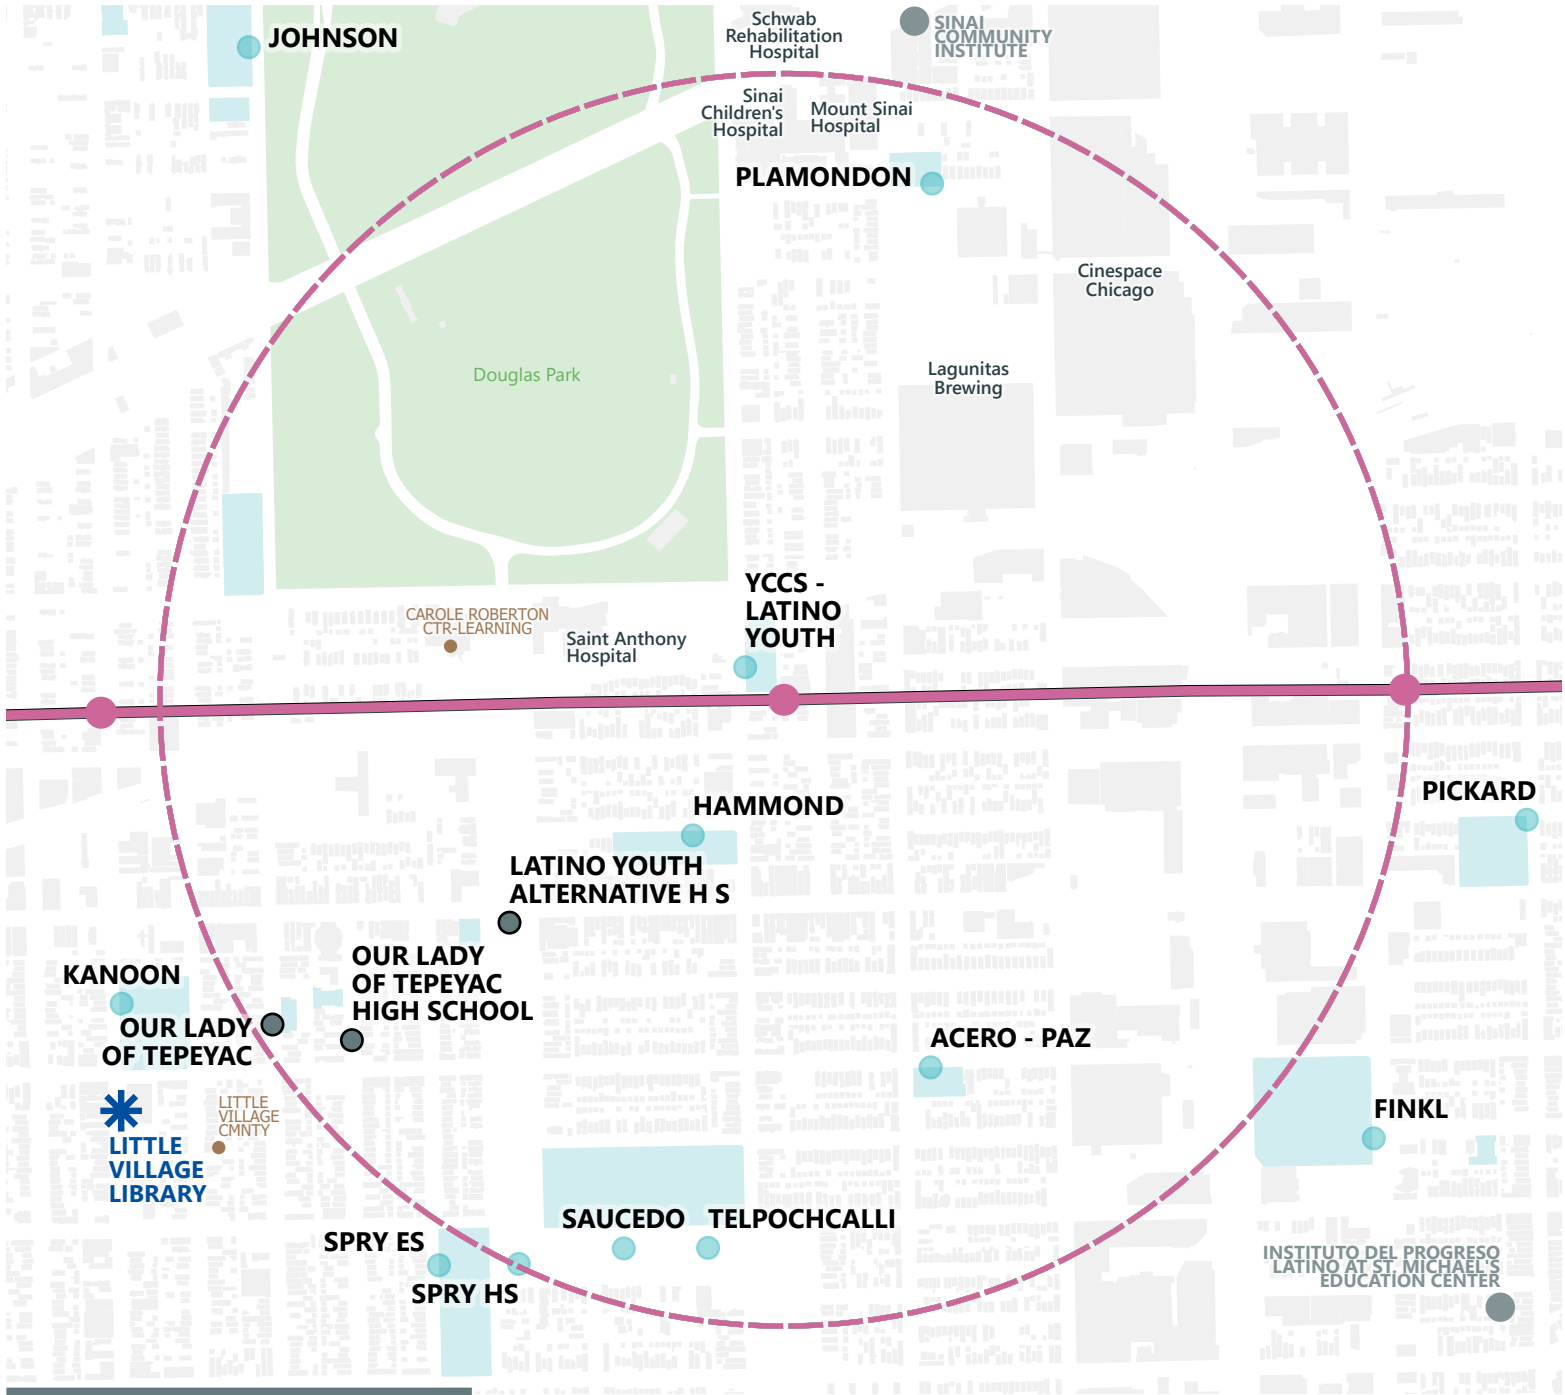 Schwab
Rehabilitation
Hospital
SINAI
COMMUNITY
INSTITUTE
JOHNSON
Sinai
Children's
Hospital
Mount Sinai
Hospital
PLAMONDON
Cinespace
Chicago
Douglas Park
Lagunitas
Brewing
YCCS -
LATINO
YOUTH
CAROLE ROBERTON
CTR-LEARNING
Saint Anthony
Hospital
PICKARD
HAMMOND
LATINO YOUTH
ALTERNATIVE H S
OUR LADY
OF TEPEYAC
HIGH SCHOOL
KANOON
OUR LADY
OF TEPEYAC
ACERO - PAZ
LITTLE
VILLAGE
CMNTY
FINKL
LITTLE
VILLAGE
LIBRARY
SAUCEDO
TELPOCHCALLI
SPRY ES
SPRY HS
INSTITUTO DEL PROGRESO
LATINO AT ST. MICHAEL'S
EDUCATION CENTER